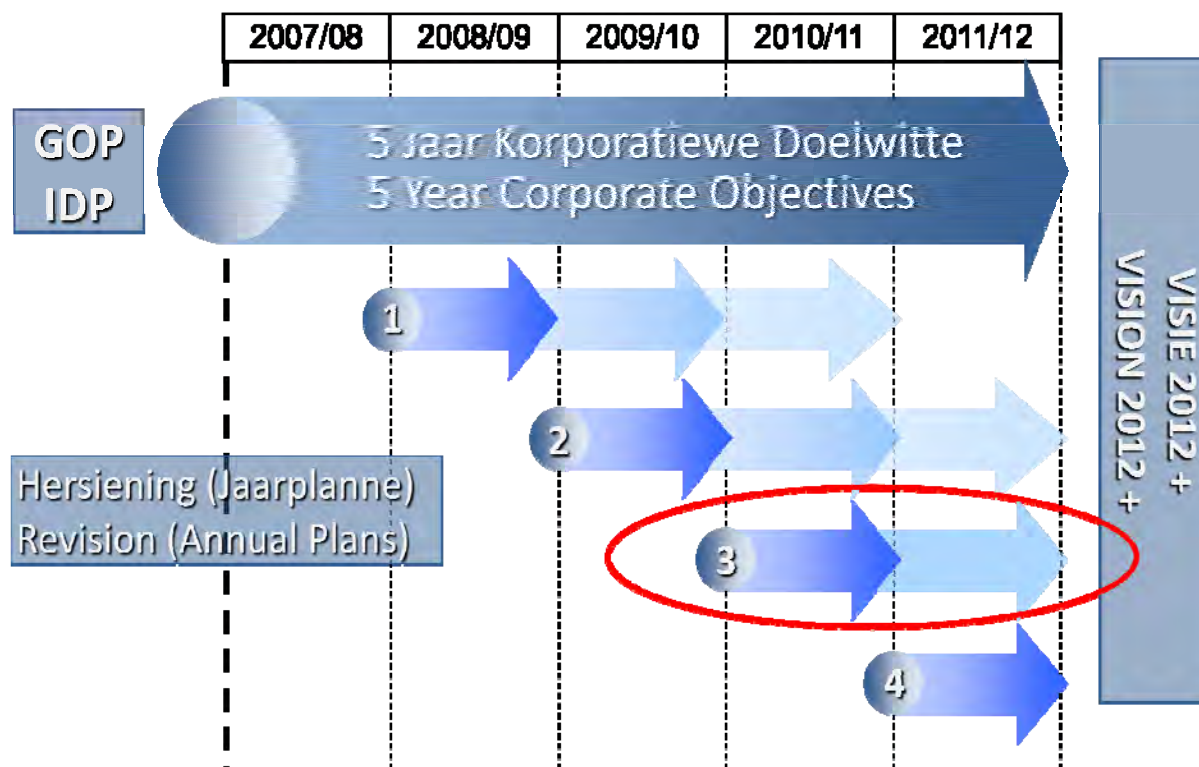 2007/08 2008/09 2009/10 2010/11 2011/12
GOP
IDP
5 Jaar Korporatiewe Doelwitte
5 Year Corporate Objectives
1
2
Hersiening (Jaarplanne)
Revision (Annual Plans)
3
4
VISIE 2012 +
VISION 2012 +